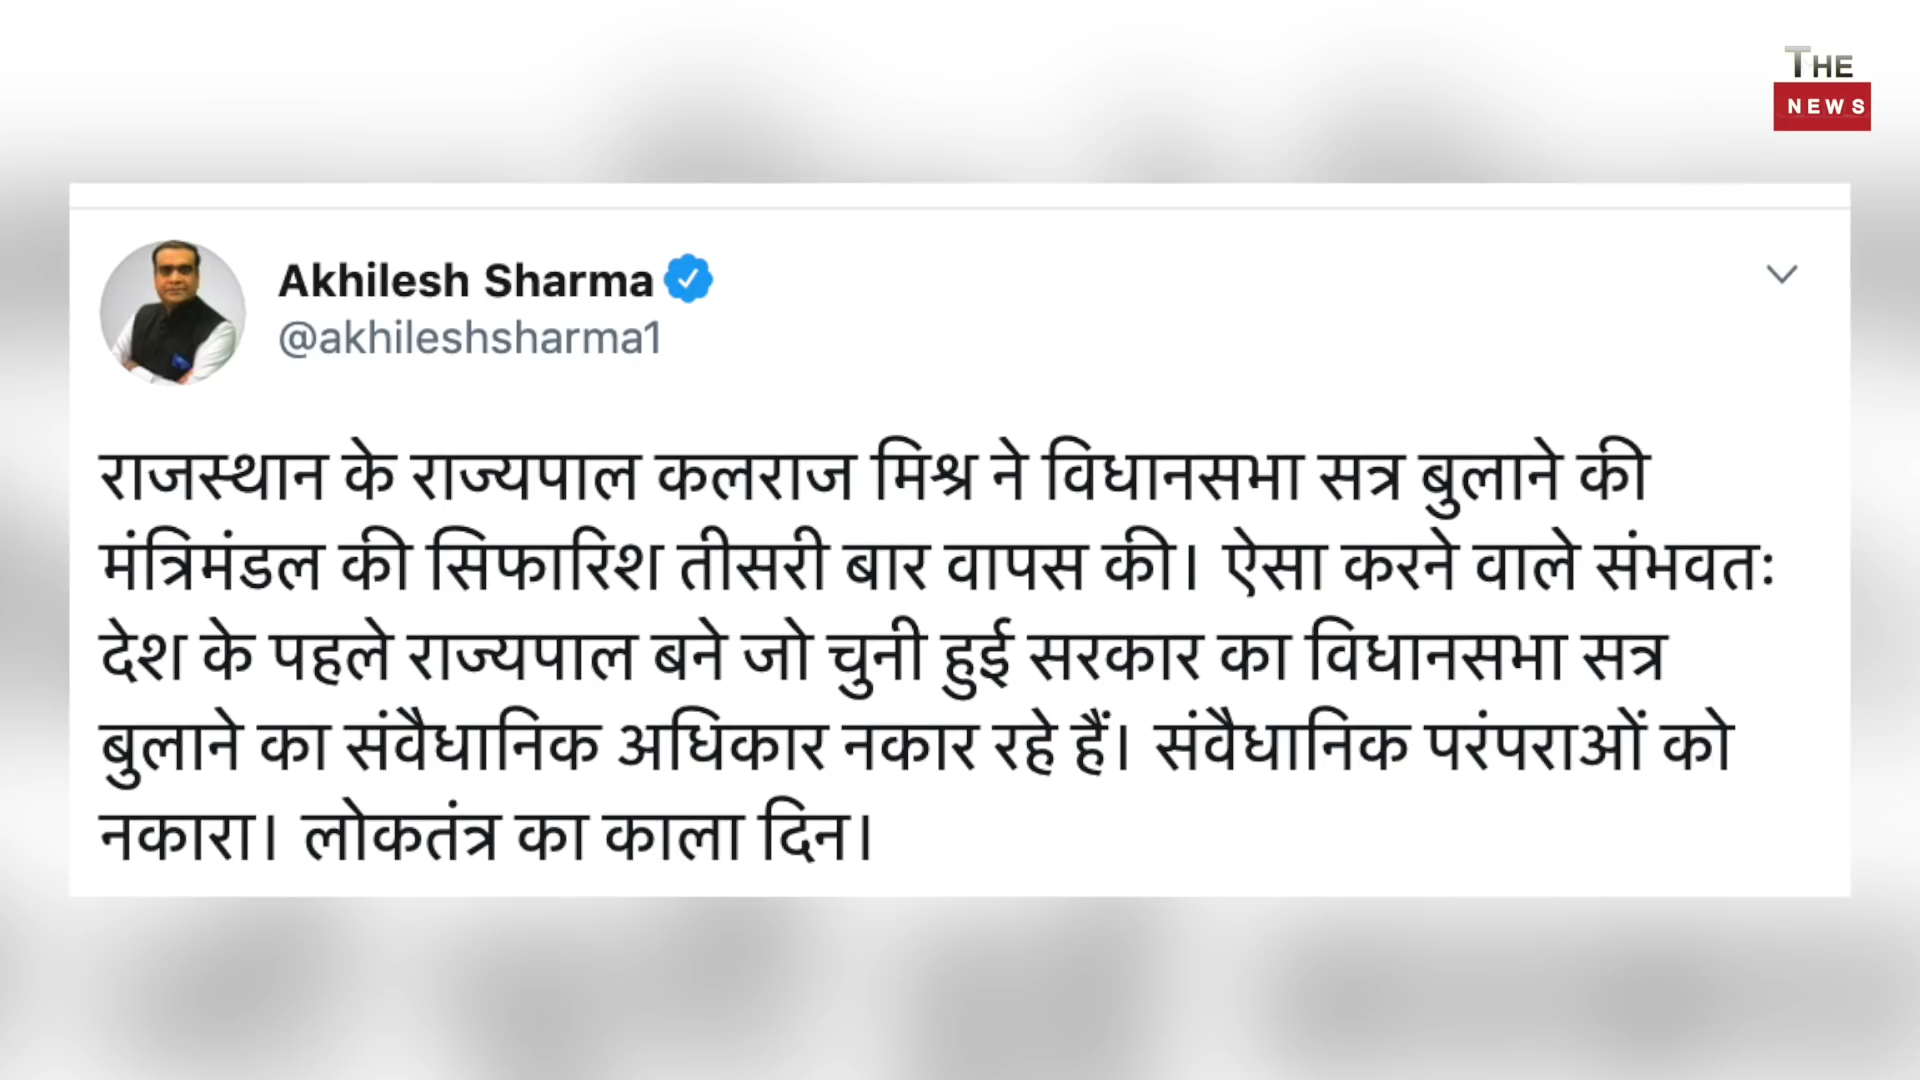 THE
NEWS
Akhilesh Sharma
@akhileshsharma1
राजस्थान के राज्यपाल कलराज मिश्र ने विधानसभा सत्र बुलाने की
मंत्रिमंडल की सिफारिश तीसरी बार वापस की। ऐसा करने वाले संभवतः
देश के पहले राज्यपाल बने जो चुनी हुई सरकार का विधानसभा सत्र
बुलाने का संवैधानिक अधिकार नकार रहे हैं। संवैधानिक परंपराओं को
नकारा। लोकतंत्र का काला दिन।